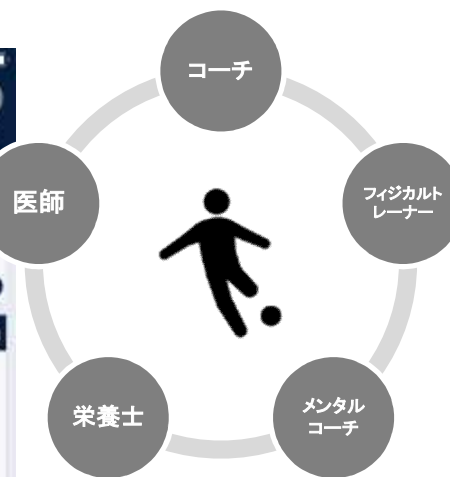 コーチ
医師
フィジカルト
レーナー
栄養士
メンタル
コーチ